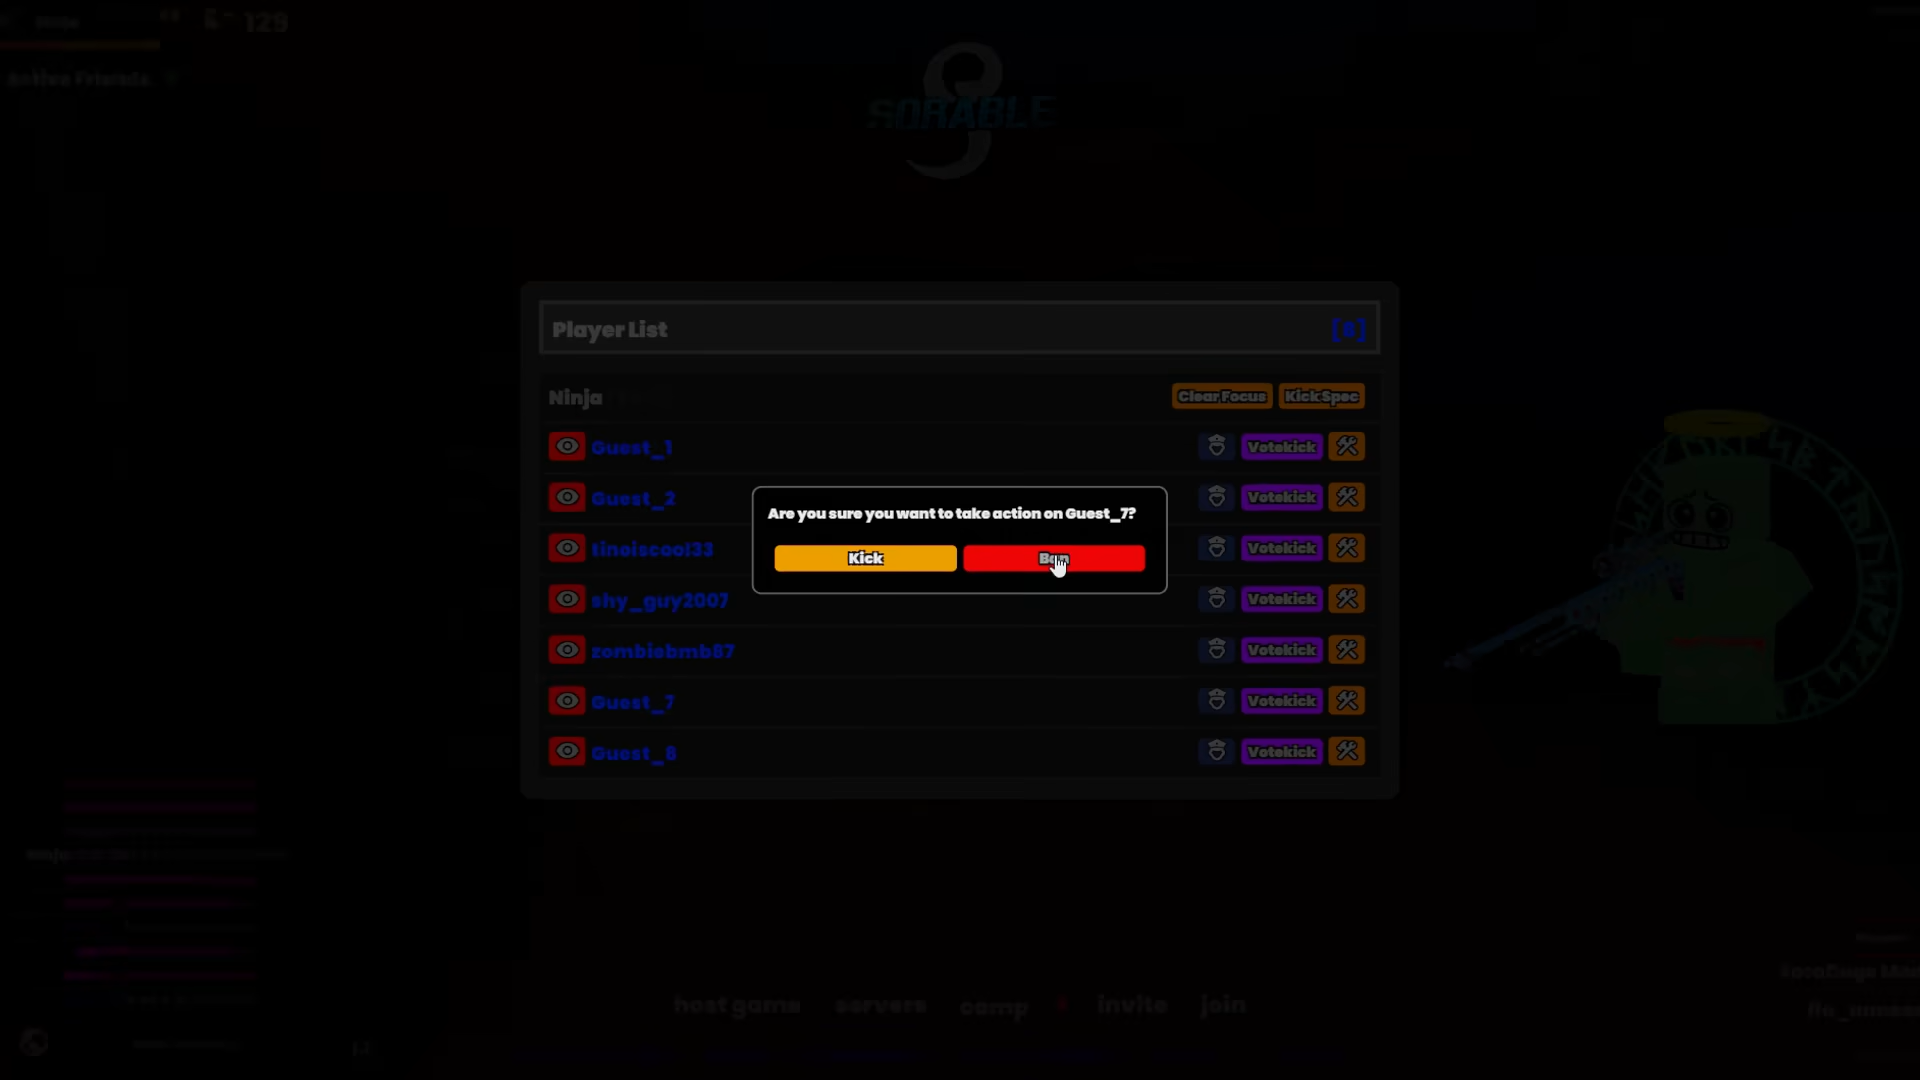 129
SORABLE
Player List [8]
Ninja Clear Focus Kick Spec
Guest_1 Votekick
Guest_2 Votekick
tinoiscool33 Votekick
Are you sure you want to take action on Guest_7?
Kick Ban
shy_guy2007 Votekick
zombiebmb87 Votekick
Guest_7 Votekick
Guest_8 Votekick
host game servers comp invite join